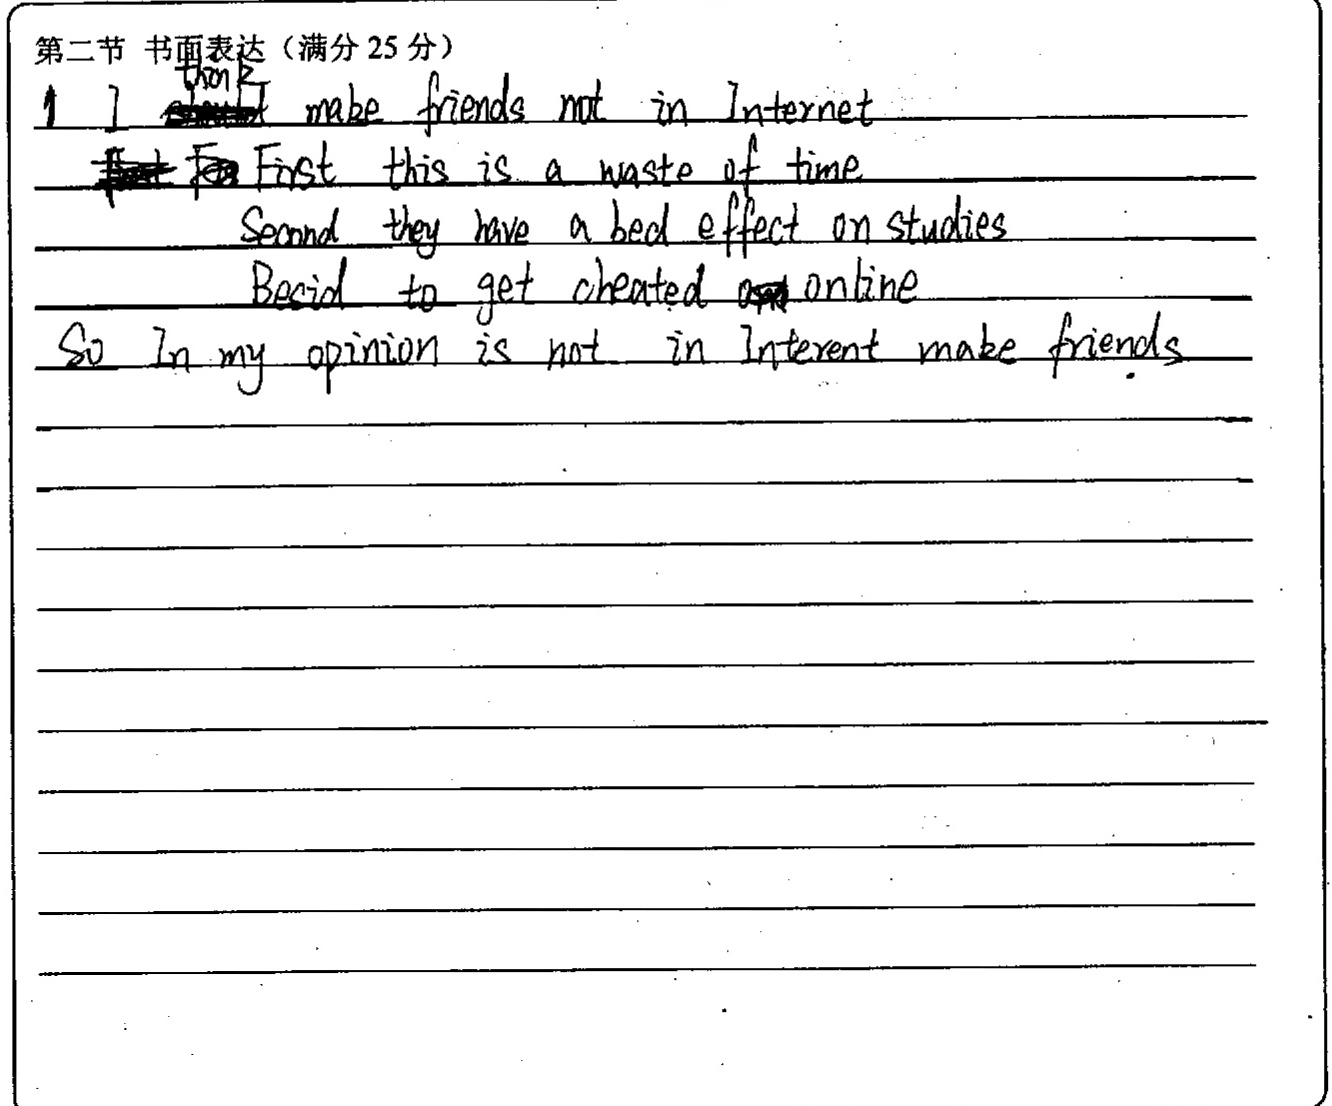 第二节 书面表达（满分 25 分）
think
1 I make friends not in Internet
First this is a waste of time
Second they have a bed effect on studies
Besid to get cheated online
So In my opinion is not in Interent make friends.